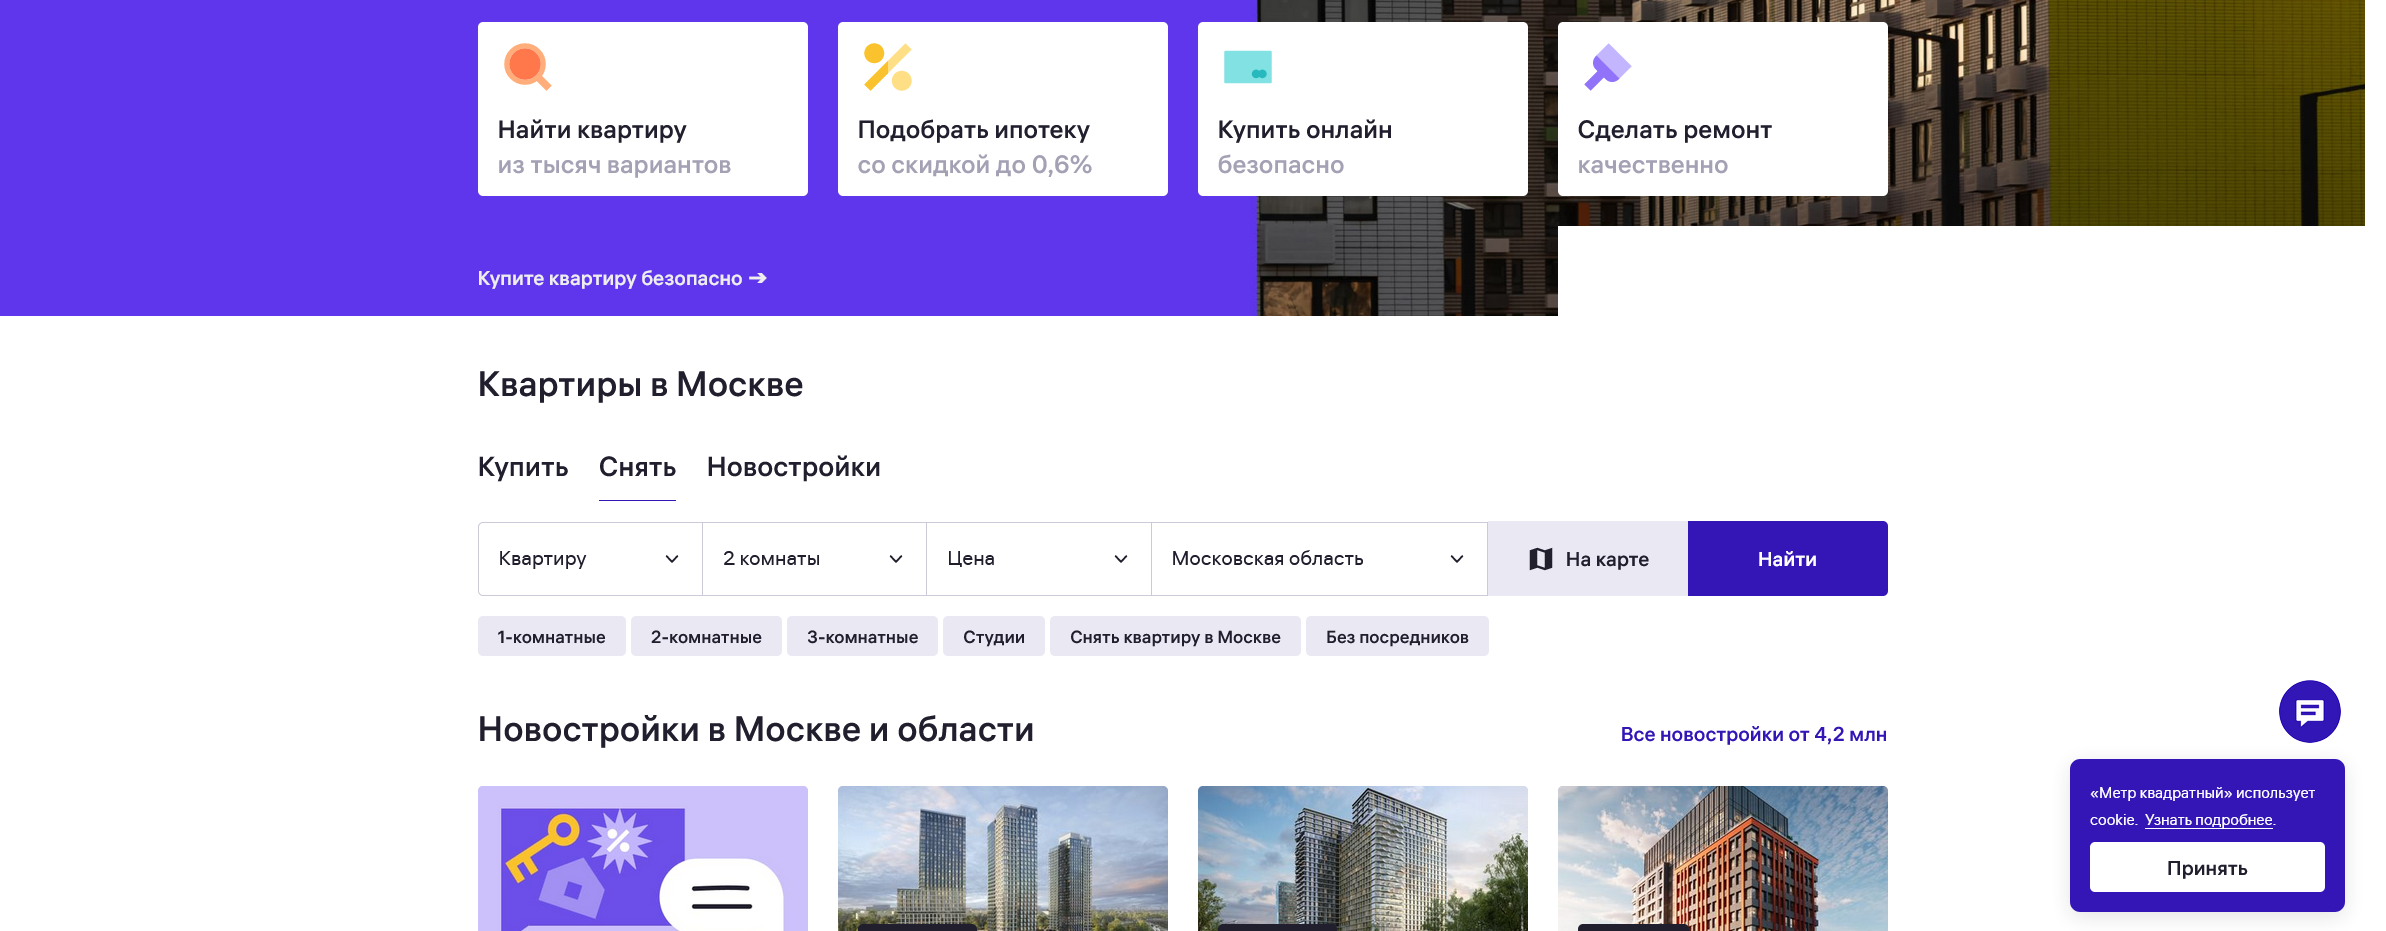 Найти квартиру
из тысяч вариантов
Подобрать ипотеку
со скидкой до 0,6%
Купить онлайн
безопасно
Сделать ремонт
качественно
Купите квартиру безопасно →
Квартиры в Москве
Купить Снять Новостройки
Квартиру 2 комнаты Цена Московская область На карте Найти
1-комнатные 2-комнатные 3-комнатные Студии Снять квартиру в Москве Без посредников
Новостройки в Москве и области
Все новостройки от 4,2 млн
«Метр квадратный» использует
cookie. Узнать подробнее.
Принять